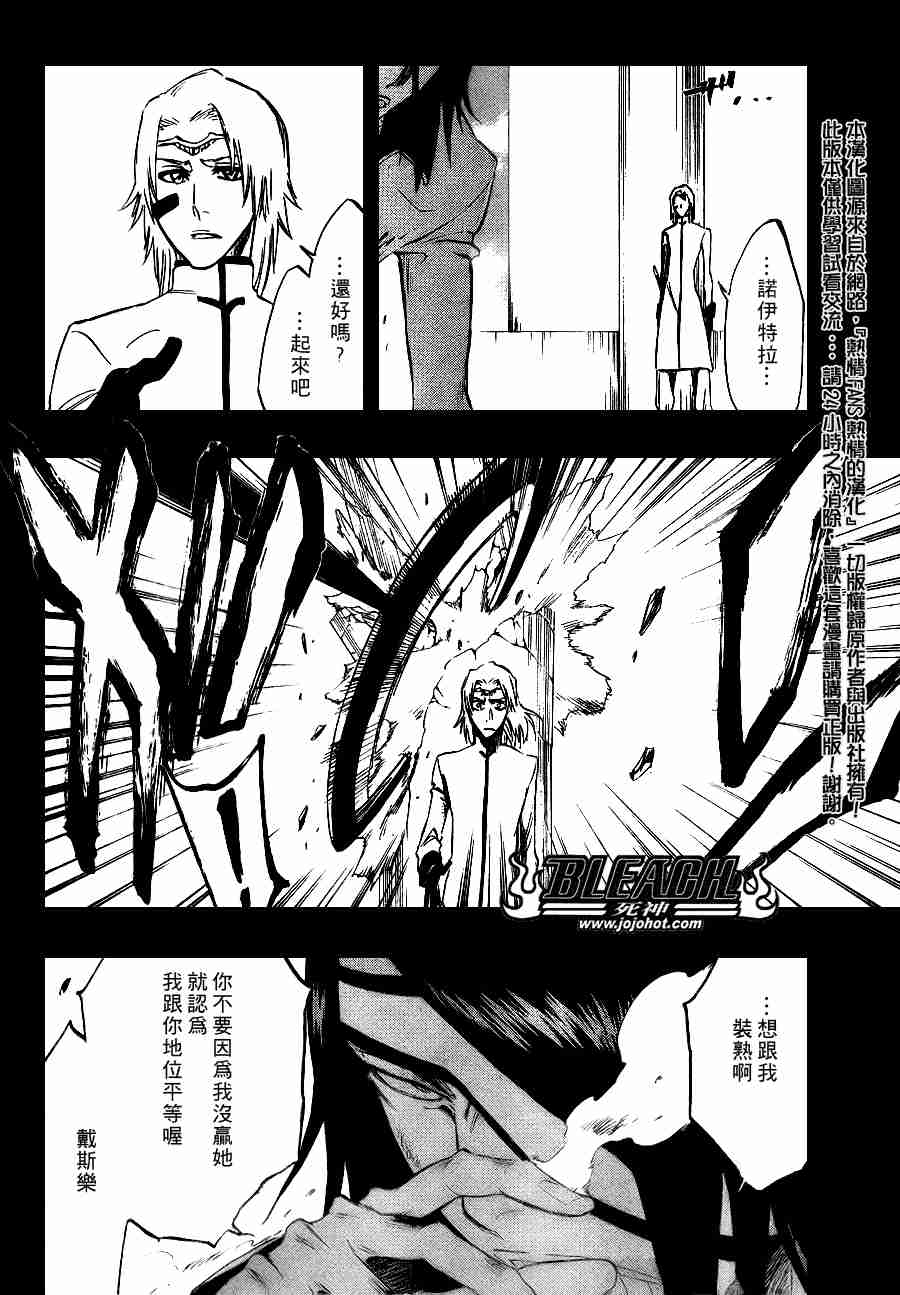 …諾伊特拉…
…還好嗎?
…起來吧
…想跟我
裝熟啊
你不要因為我沒贏她
就認為
我跟你地位平等喔
戴斯樂
本漢化圖源來自於網路,『熱情FANS熱情的漢化』一切版權歸原作者與出版社擁有!
此版本僅供學習試看交流…請24小時之內消除,喜歡這套漫畫請購買正版!謝謝。
BLEACH
死神
www.jojohot.com